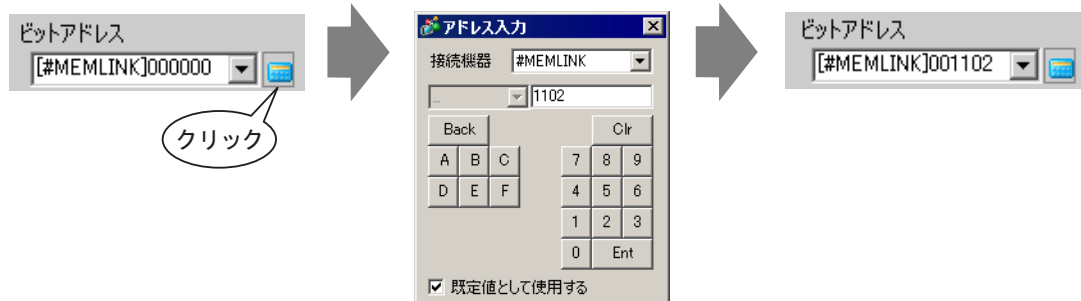 ビットアドレス
[#MEMLINK]000000
クリック
アドレス入力
接続機器 #MEMLINK
... 1102
Back Clr
A B C 7 8 9
D E F 4 5 6
1 2 3
0 Ent
既定値として使用する
ビットアドレス
[#MEMLINK]001102